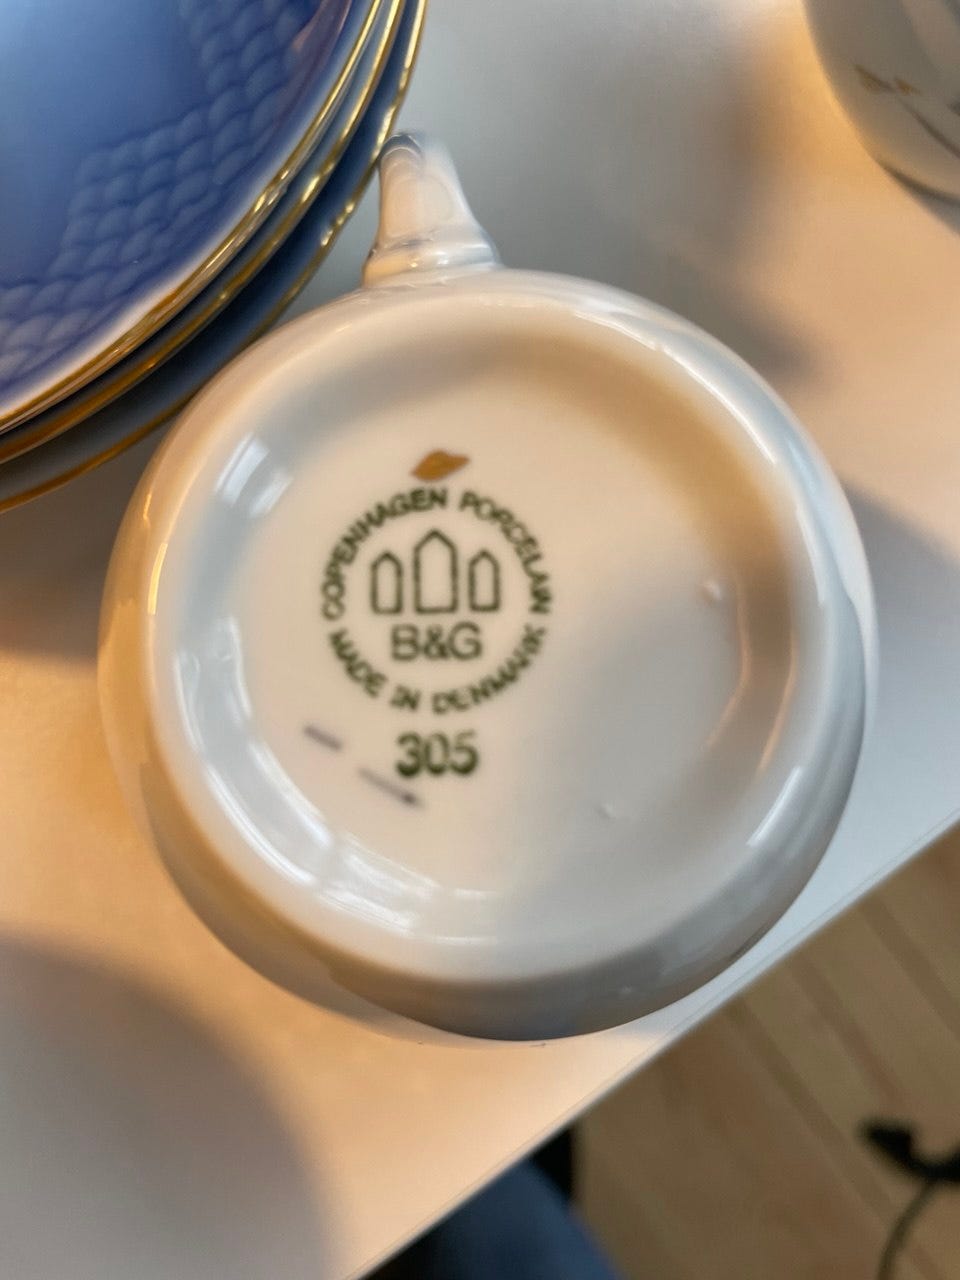 COPENHAGEN PORCELAIN
B&G
MADE IN DENMARK
305